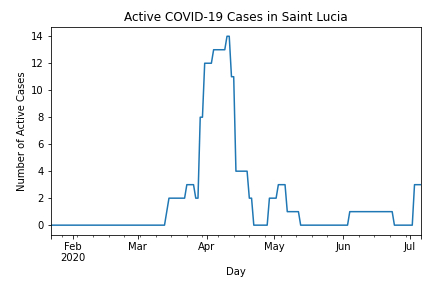 Active COVID-19 Cases in Saint Lucia
Number of Active Cases
14
12
10
8
6
4
2
0
Feb Mar Apr May Jun Jul
2020
Day